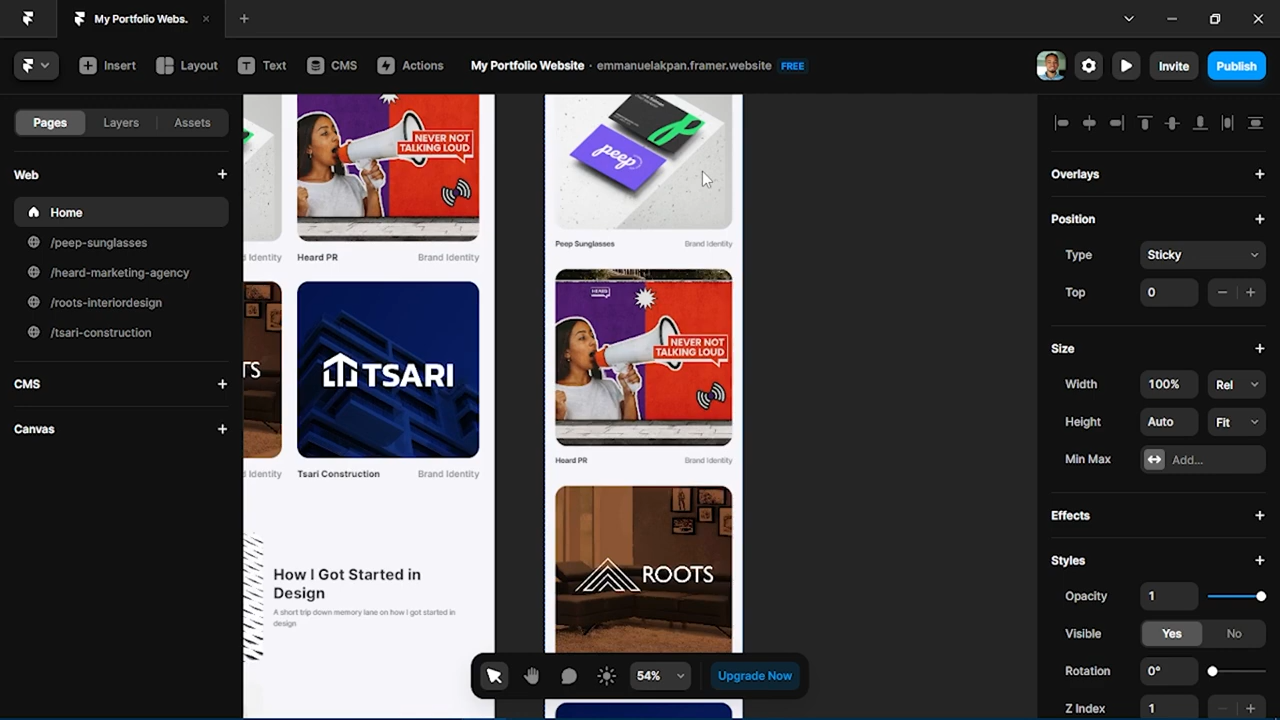 My Portfolio Webs.
Insert
Layout
Text
CMS
Actions
My Portfolio Website · emmanuelakpan.framer.website FREE
Invite
Publish
Pages
Layers
Assets
Web
Home
/peep-sunglasses
/heard-marketing-agency
/roots-interiordesign
/tsari-construction
CMS
Canvas
NEVER NOT
TALKING LOUD
d Identity
Heard PR
Brand Identity
TS
TSARI
d Identity
Tsari Construction
Brand Identity
How I Got Started in
Design
A short trip down memory lane on how I got started in
design
peep
Peep Sunglasses
Brand Identity
NEVER NOT
TALKING LOUD
Heard PR
Brand Identity
ROOTS
54%
Upgrade Now
Overlays
Position
Type
Sticky
Top
0
Size
Width
100%
Rel
Height
Auto
Fit
Min Max
Add...
Effects
Styles
Opacity
1
Visible
Yes
No
Rotation
0°
Z Index
1